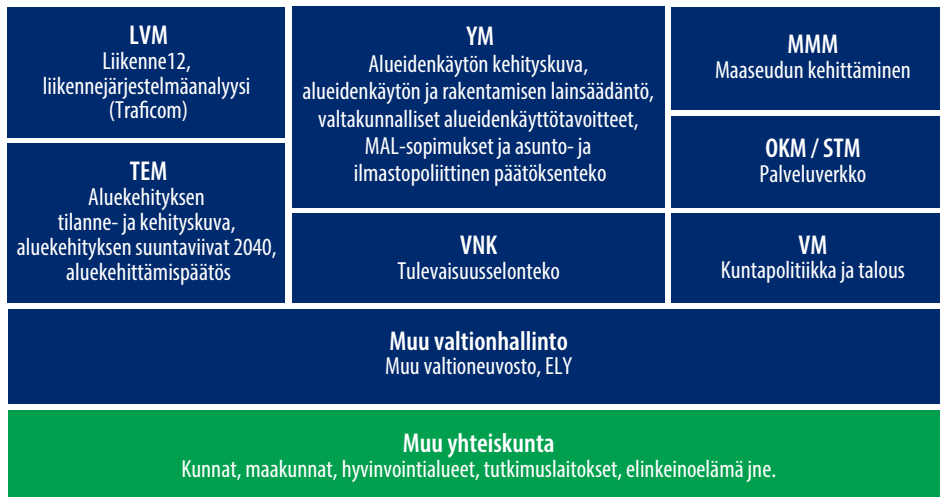 LVM
Liikenne12,
liikennejärjestelmäanalyysi
(Traficom)
TEM
Aluekehityksen
tilanne- ja kehityskuva,
aluekehityksen suuntaviivat 2040,
aluekehittämispäätös
YM
Alueidenkäytön kehityskuva,
alueidenkäytön ja rakentamisen lainsäädäntö,
valtakunnalliset alueidenkäyttötavoitteet,
MAL-sopimukset ja asunto- ja
ilmastopoliittinen päätöksenteko
VNK
Tulevaisuusselonteko
MMM
Maaseudun kehittäminen
OKM / STM
Palveluverkko
VM
Kuntapolitiikka ja talous
Muu valtionhallinto
Muu valtioneuvosto, ELY
Muu yhteiskunta
Kunnat, maakunnat, hyvinvointialueet, tutkimuslaitokset, elinkeinoelämä jne.